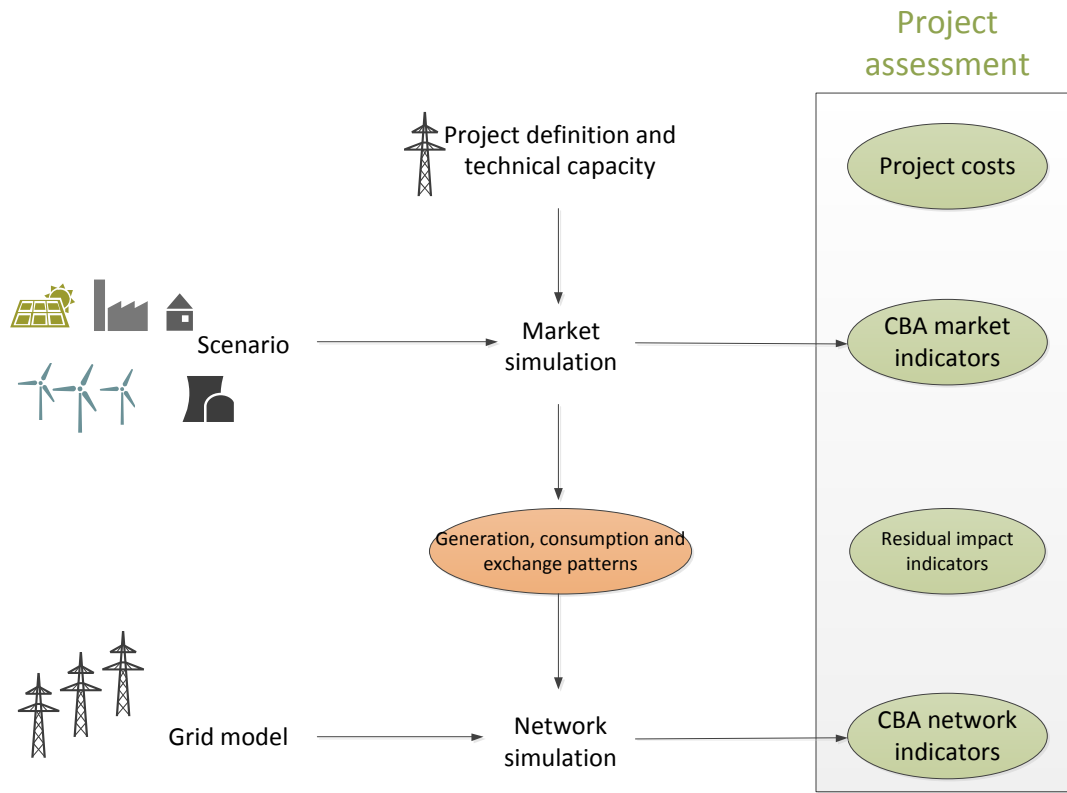 Project
assessment
Project definition and
technical capacity
Project costs
Scenario
Market
simulation
CBA market
indicators
Generation, consumption and
exchange patterns
Residual impact
indicators
Grid model
Network
simulation
CBA network
indicators